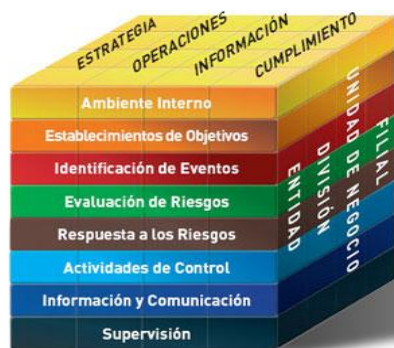 ESTRATEGIA
OPERACIONES
INFORMACIÓN
CUMPLIMIENTO
Ambiente Interno
Establecimientos de Objetivos
Identificación de Eventos
Evaluación de Riesgos
Respuesta a los Riesgos
Actividades de Control
Información y Comunicación
Supervisión
ENTIDAD
DIVISIÓN
UNIDAD DE NEGOCIO
FILIAL